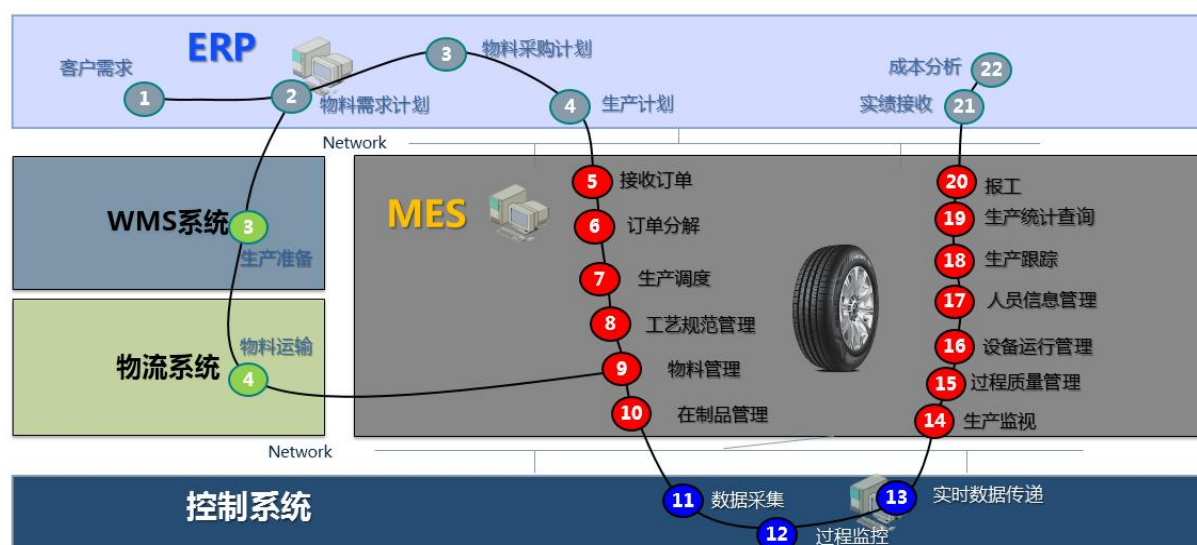 ERP
客户需求
1
2
物料需求计划
3
物料采购计划
4
生产计划
成本分析
22
实绩接收
21
Network
WMS系统
3
生产准备
物流系统
物料运输
4
MES
5
接收订单
6
订单分解
7
生产调度
8
工艺规范管理
9
物料管理
10
在制品管理
20
报工
19
生产统计查询
18
生产跟踪
17
人员信息管理
16
设备运行管理
15
过程质量管理
14
生产监视
Network
控制系统
11
数据采集
12
过程监控
13
实时数据传递